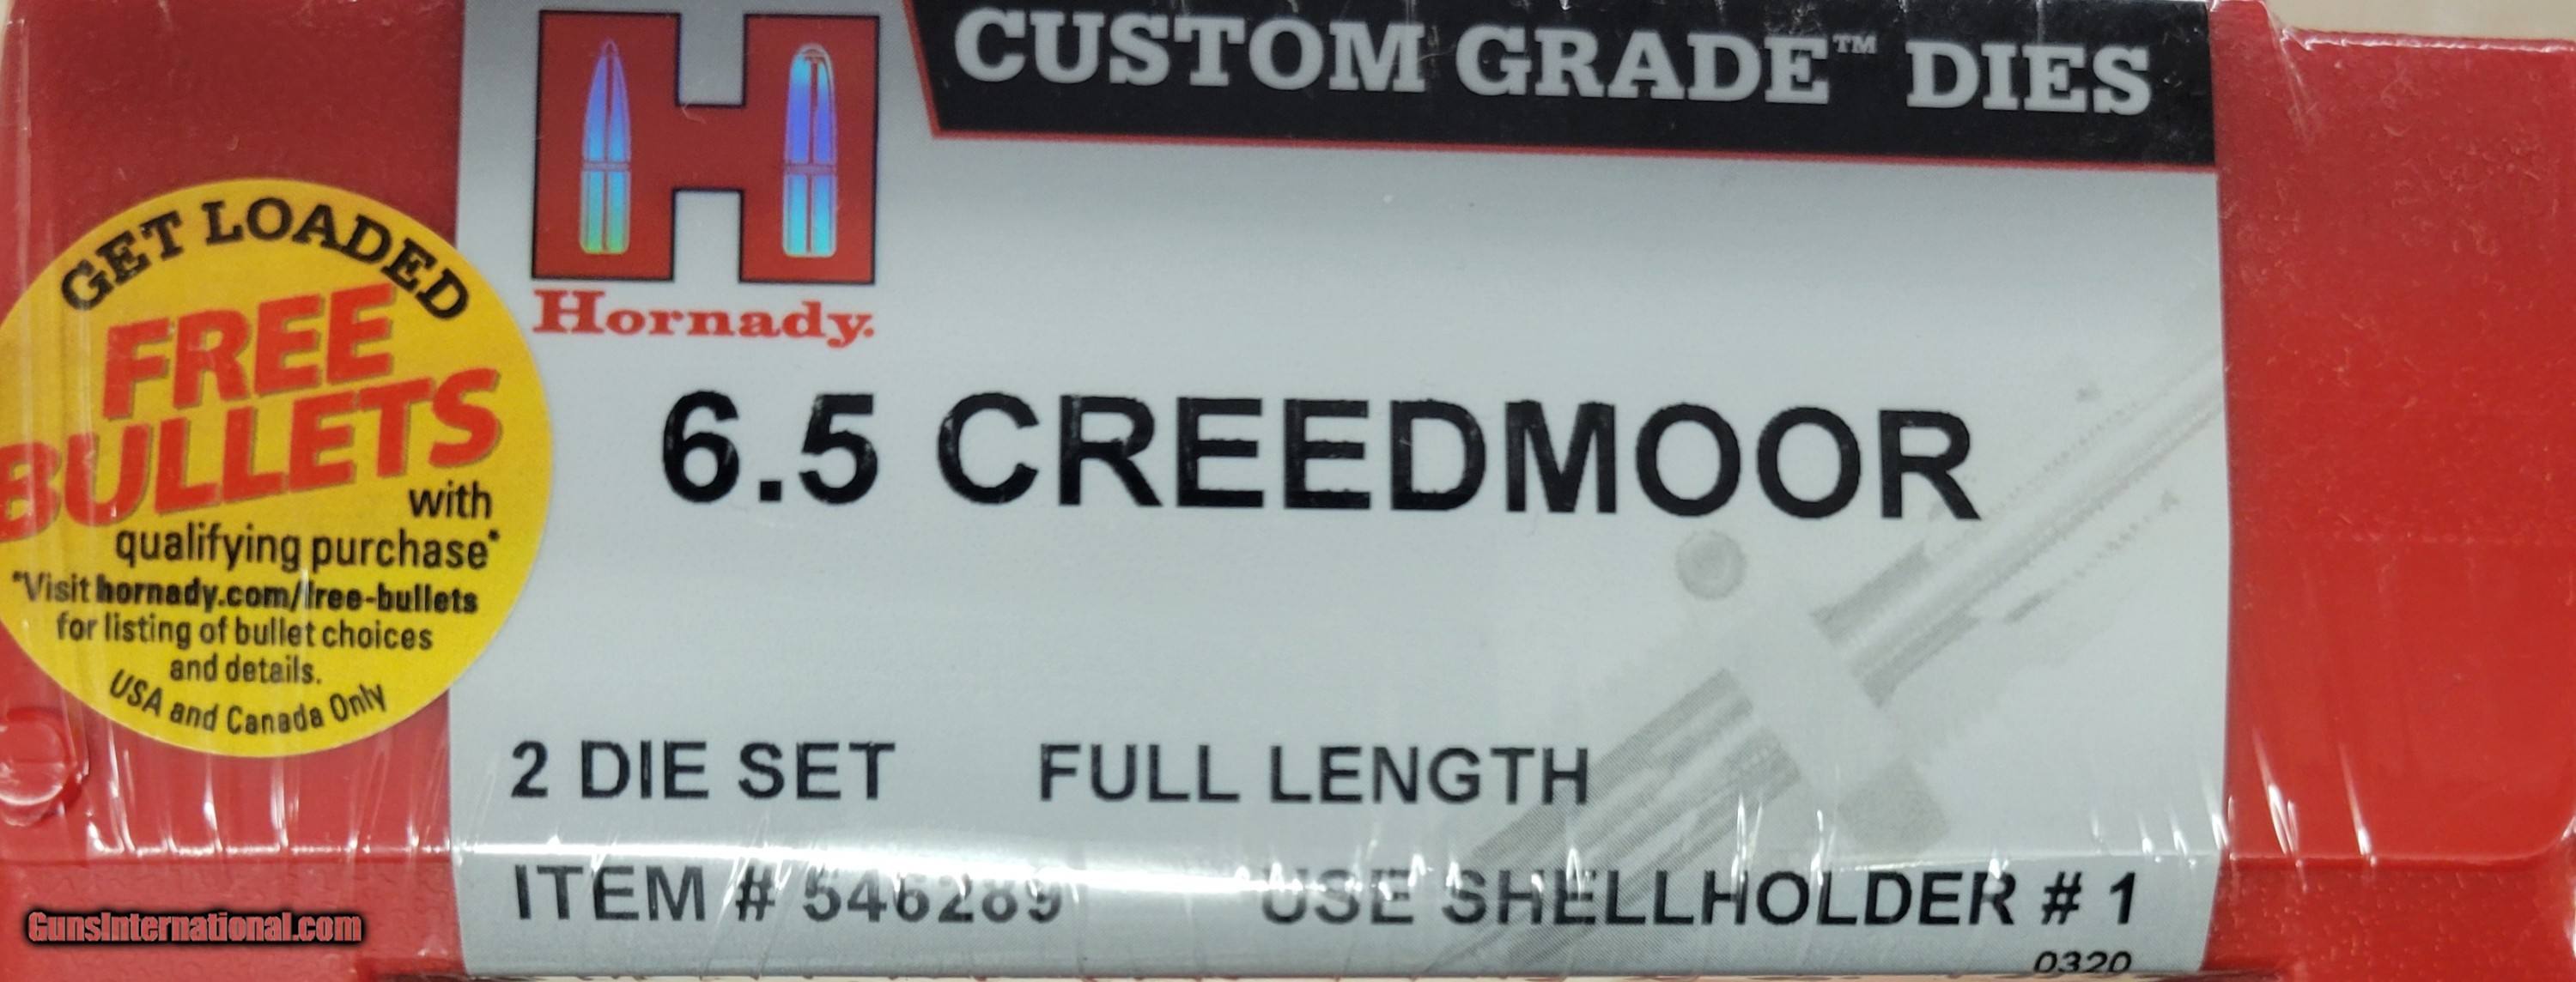 CUSTOM GRADE™ DIES
Hornady.
GET LOADED
FREE
BULLETS
with
qualifying purchase*
*Visit hornady.com/free-bullets
for listing of bullet choices
and details.
USA and Canada Only
6.5 CREEDMOOR
2 DIE SET FULL LENGTH
ITEM # 546289 USE SHELLHOLDER # 1
0320
GunsInternational.com